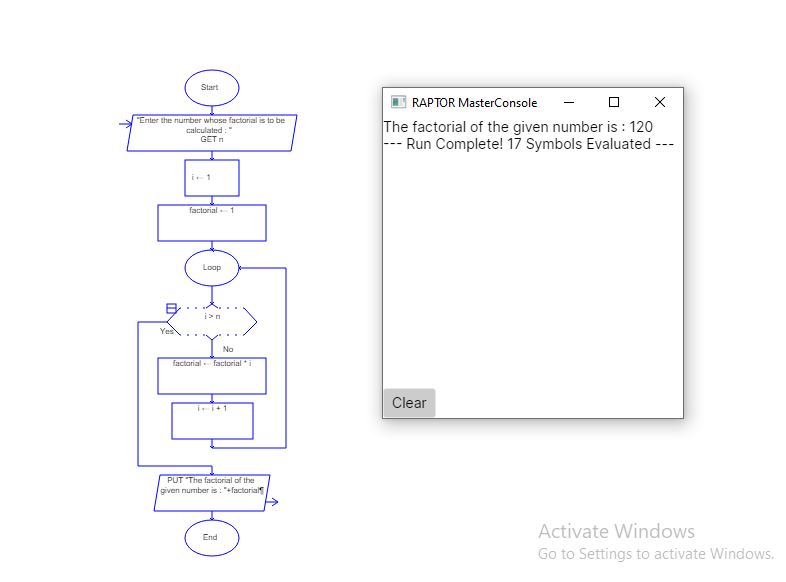 Start
"Enter the number whose factorial is to be
calculated : "
GET n
i ← 1
factorial ← 1
Loop
i > n
Yes
No
factorial ← factorial * i
i ← i + 1
PUT "The factorial of the
given number is : "+factorial¶
End
RAPTOR MasterConsole
The factorial of the given number is : 120
--- Run Complete! 17 Symbols Evaluated ---
Clear
Activate Windows
Go to Settings to activate Windows.